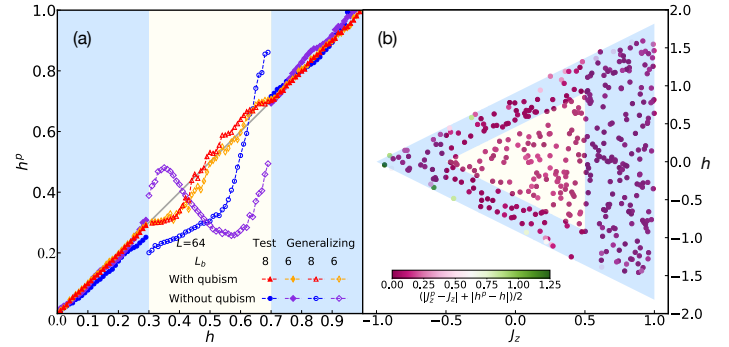 (a)
1.0
0.8
0.6
0.4
0.2
h^p
L=64 Test Generalizing
L_b 8 6 8 6
With qubism
Without qubism
0.0 0.1 0.2 0.3 0.4 0.5 0.6 0.7 0.8 0.9
h
(b)
2.0
1.5
1.0
0.5
0.0
−0.5
−1.0
−1.5
−2.0
h
0.00 0.25 0.50 0.75 1.00 1.25
(|J_z^p − J_z| + |h^p − h|)/2
−1.0 −0.5 0.0 0.5 1.0
J_z